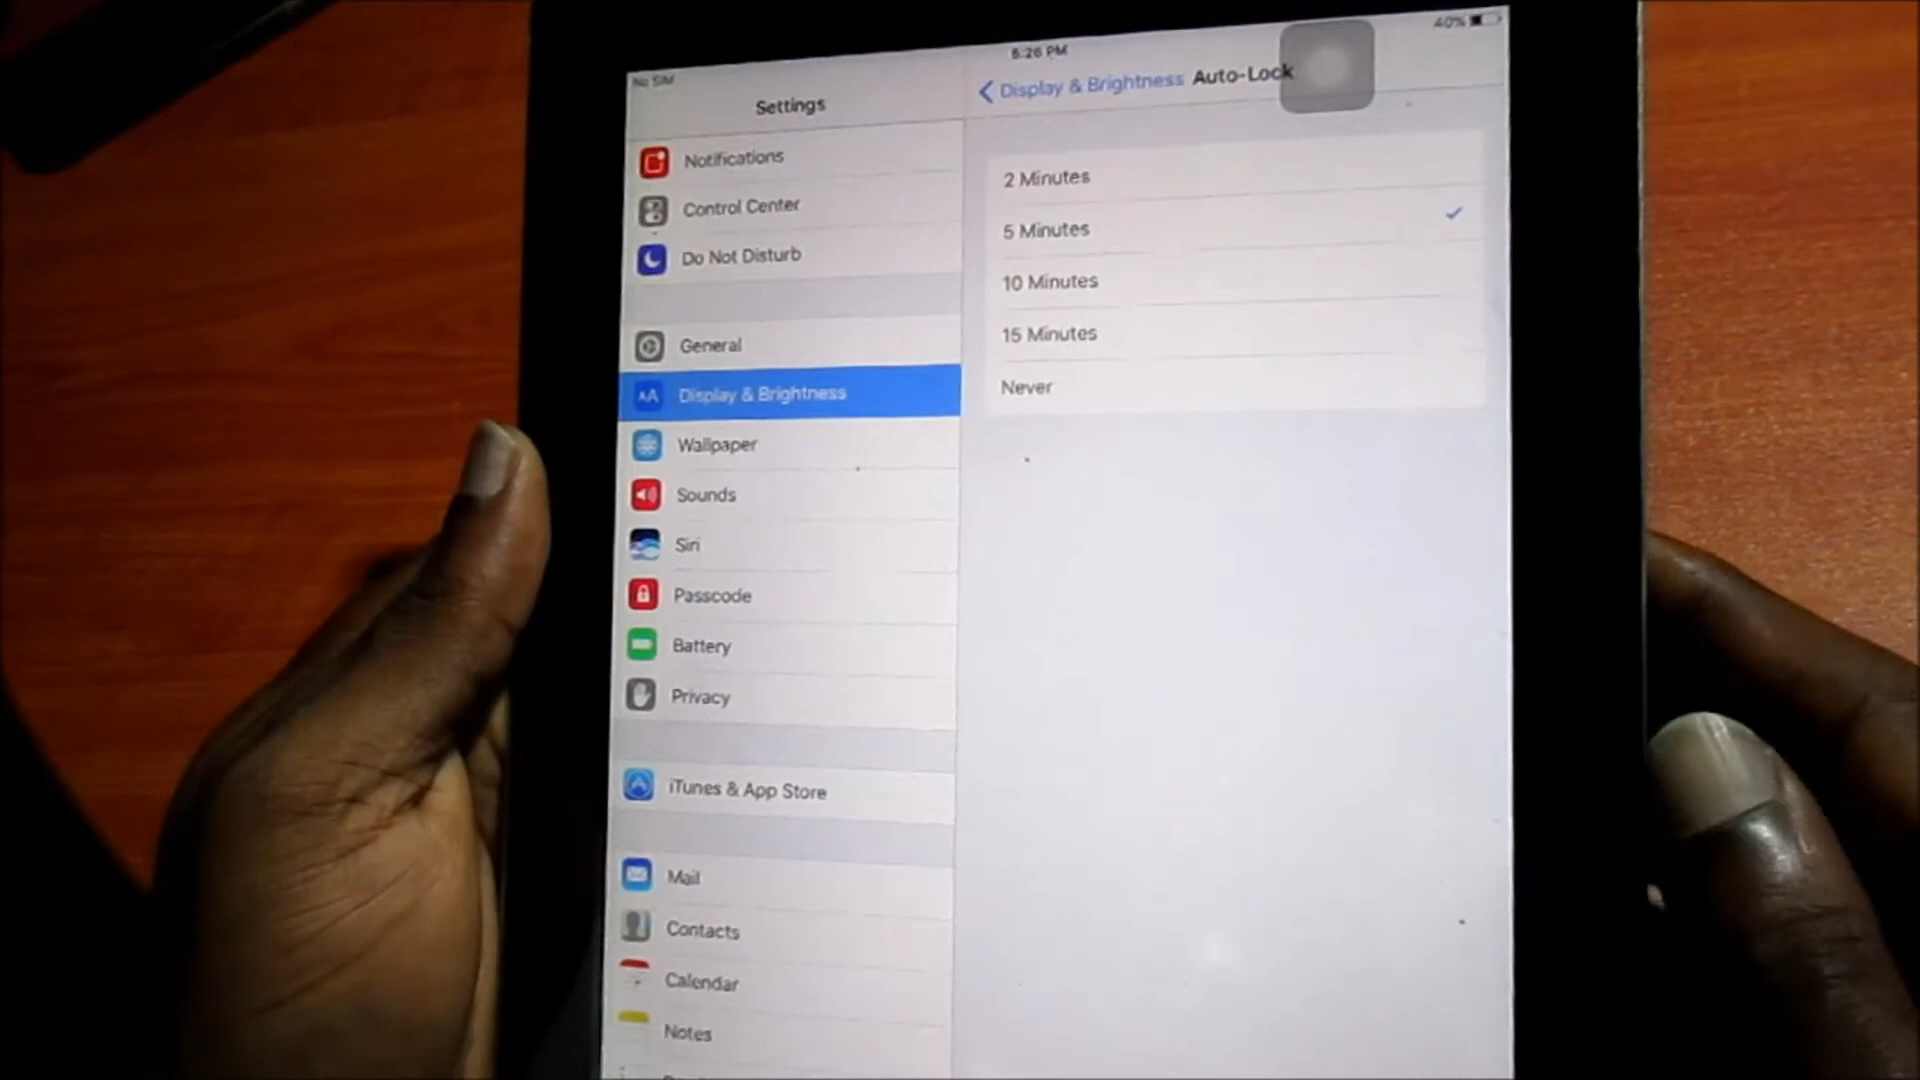 No SIM
6:26 PM
40%
Settings
Display & Brightness
Auto-Lock
Notifications
Control Center
Do Not Disturb
General
AA
Display & Brightness
Wallpaper
Sounds
Siri
Passcode
Battery
Privacy
iTunes & App Store
Mail
Contacts
Calendar
Notes
2 Minutes
5 Minutes
10 Minutes
15 Minutes
Never